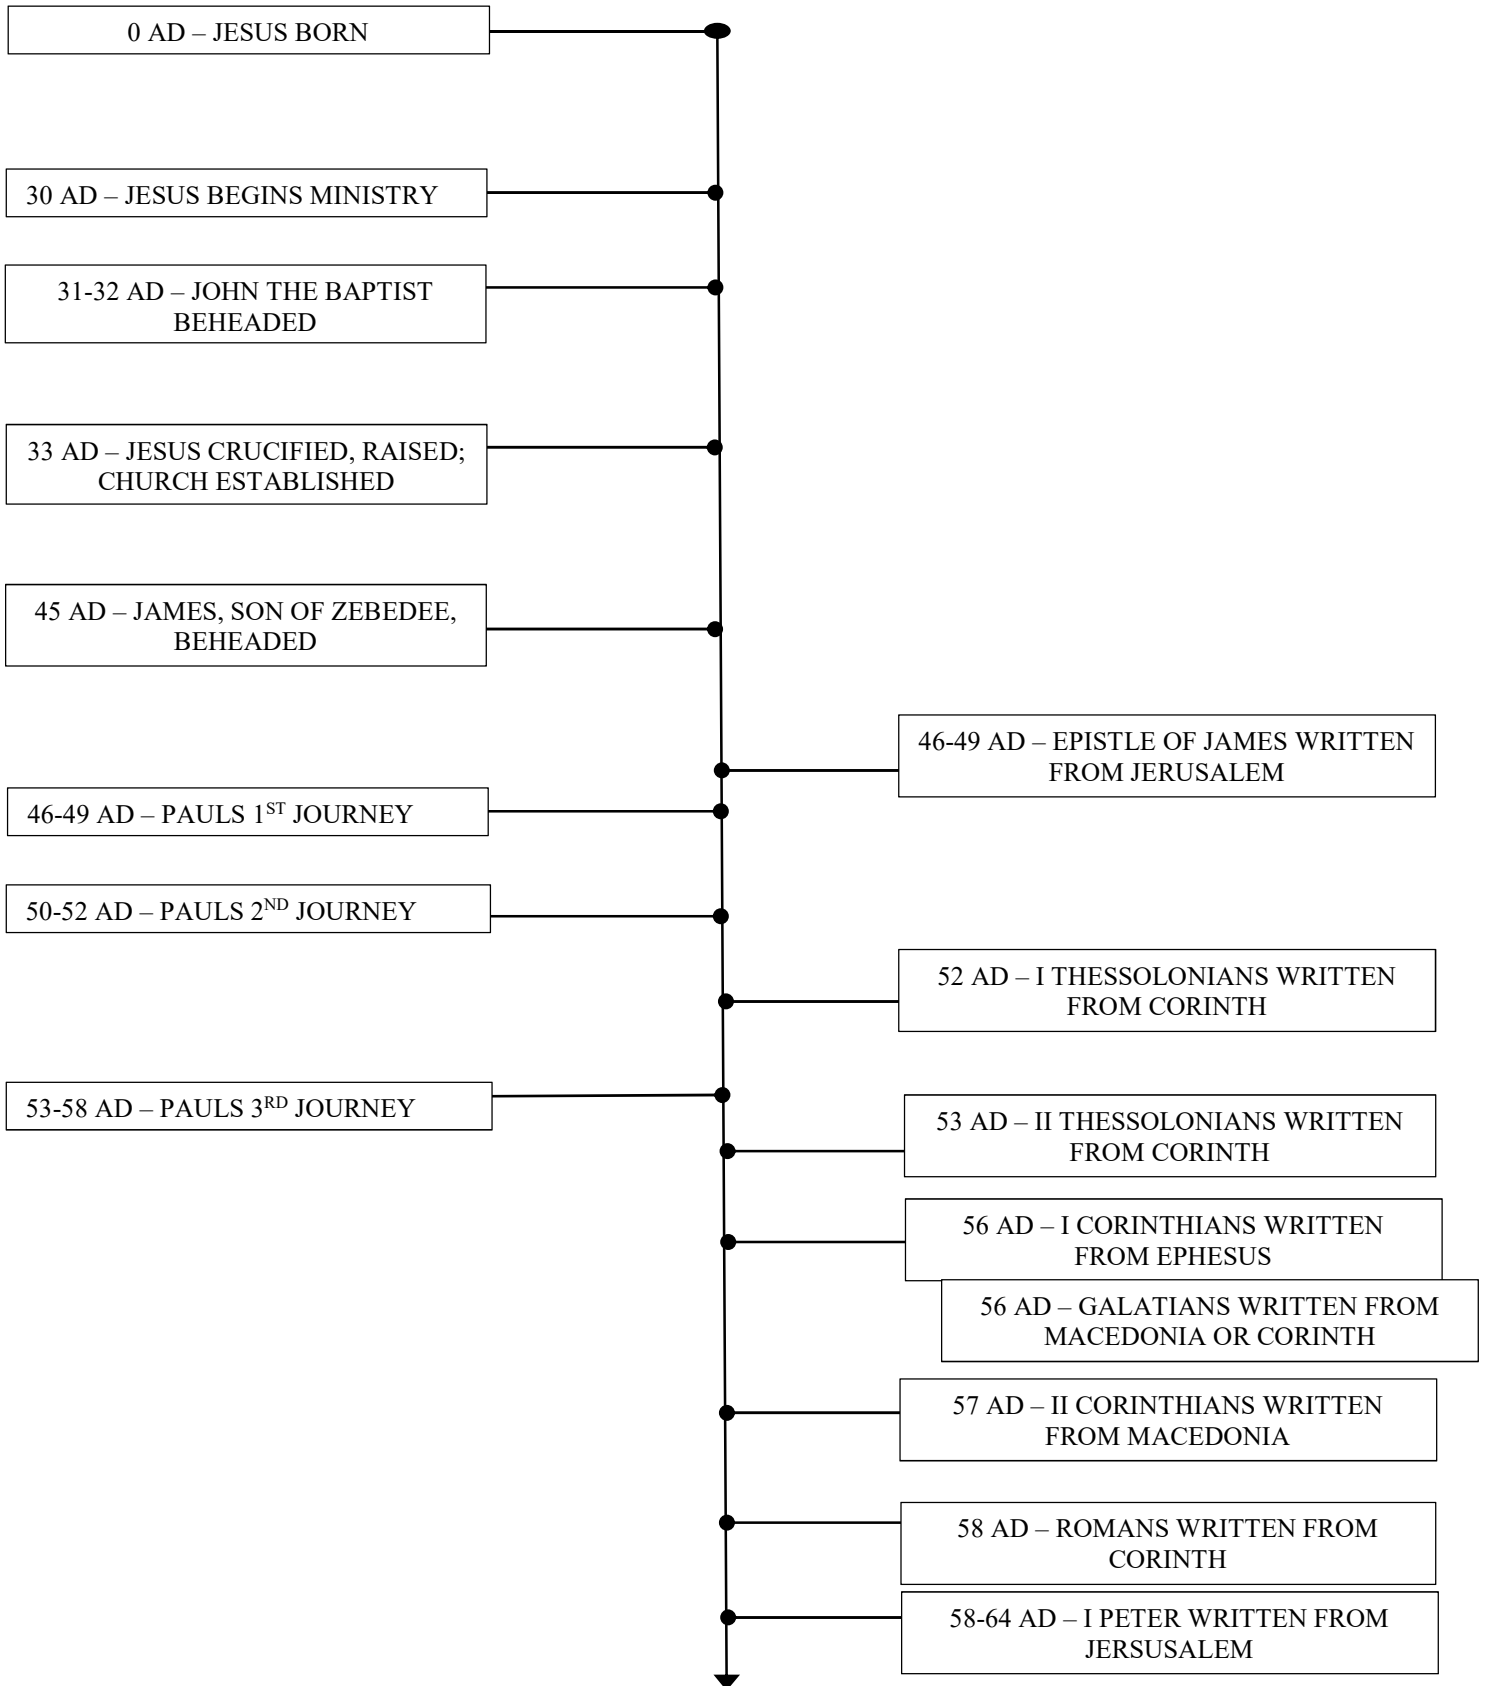 0 AD – JESUS BORN
30 AD – JESUS BEGINS MINISTRY
31-32 AD – JOHN THE BAPTIST
BEHEADED
33 AD – JESUS CRUCIFIED, RAISED;
CHURCH ESTABLISHED
45 AD – JAMES, SON OF ZEBEDEE,
BEHEADED
46-49 AD – EPISTLE OF JAMES WRITTEN
FROM JERUSALEM
46-49 AD – PAULS 1ST JOURNEY
50-52 AD – PAULS 2ND JOURNEY
52 AD – I THESSOLONIANS WRITTEN
FROM CORINTH
53-58 AD – PAULS 3RD JOURNEY
53 AD – II THESSOLONIANS WRITTEN
FROM CORINTH
56 AD – I CORINTHIANS WRITTEN
FROM EPHESUS
56 AD – GALATIANS WRITTEN FROM
MACEDONIA OR CORINTH
57 AD – II CORINTHIANS WRITTEN
FROM MACEDONIA
58 AD – ROMANS WRITTEN FROM
CORINTH
58-64 AD – I PETER WRITTEN FROM
JERSUSALEM